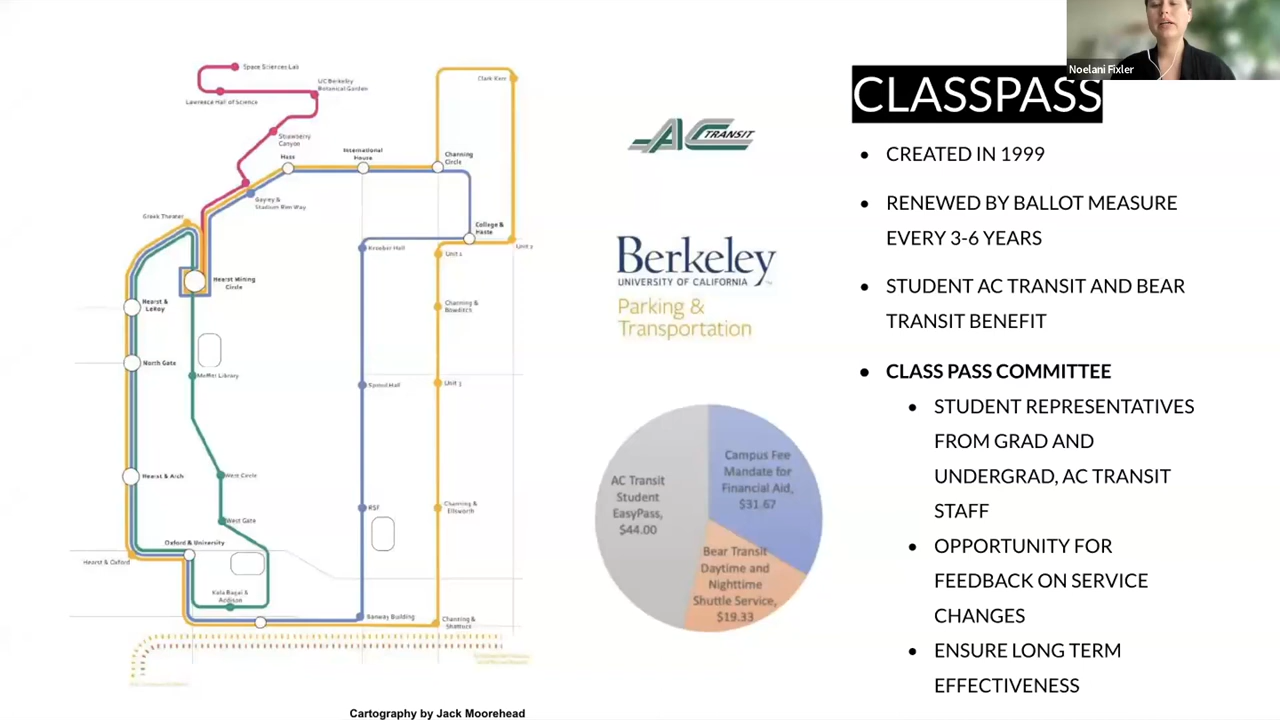 Noelani Fixler
CLASSPASS
CREATED IN 1999
RENEWED BY BALLOT MEASURE
EVERY 3-6 YEARS
STUDENT AC TRANSIT AND BEAR
TRANSIT BENEFIT
CLASS PASS COMMITTEE
STUDENT REPRESENTATIVES
FROM GRAD AND
UNDERGRAD, AC TRANSIT
STAFF
OPPORTUNITY FOR
FEEDBACK ON SERVICE
CHANGES
ENSURE LONG TERM
EFFECTIVENESS
AC TRANSIT
Berkeley
UNIVERSITY OF CALIFORNIA
Parking &
Transportation
Campus Fee
Mandate for
Financial Aid,
$31.67
AC Transit
Student
EasyPass,
$44.00
Bear Transit
Daytime and
Nighttime
Shuttle Service,
$19.33
Space Sciences Lab
Lawrence Hall of Science
UC Berkeley
Botanical Garden
Strawberry
Canyon
Haas
International
House
Channing
Circle
Clark Kerr
Gayley &
Stadium Rim Way
Greek Theater
College &
Haste
Kroeber Hall
Unit 1
Hearst Mining
Circle
Hearst &
LeRoy
Channing &
Bowditch
North Gate
Moffitt Library
Sproul Hall
Unit 3
Hearst & Arch
West Circle
RSF
Channing &
Ellsworth
West Gate
Oxford & University
Hearst & Oxford
Addison
Banway Building
Channing &
Shattuck
Cartography by Jack Moorehead